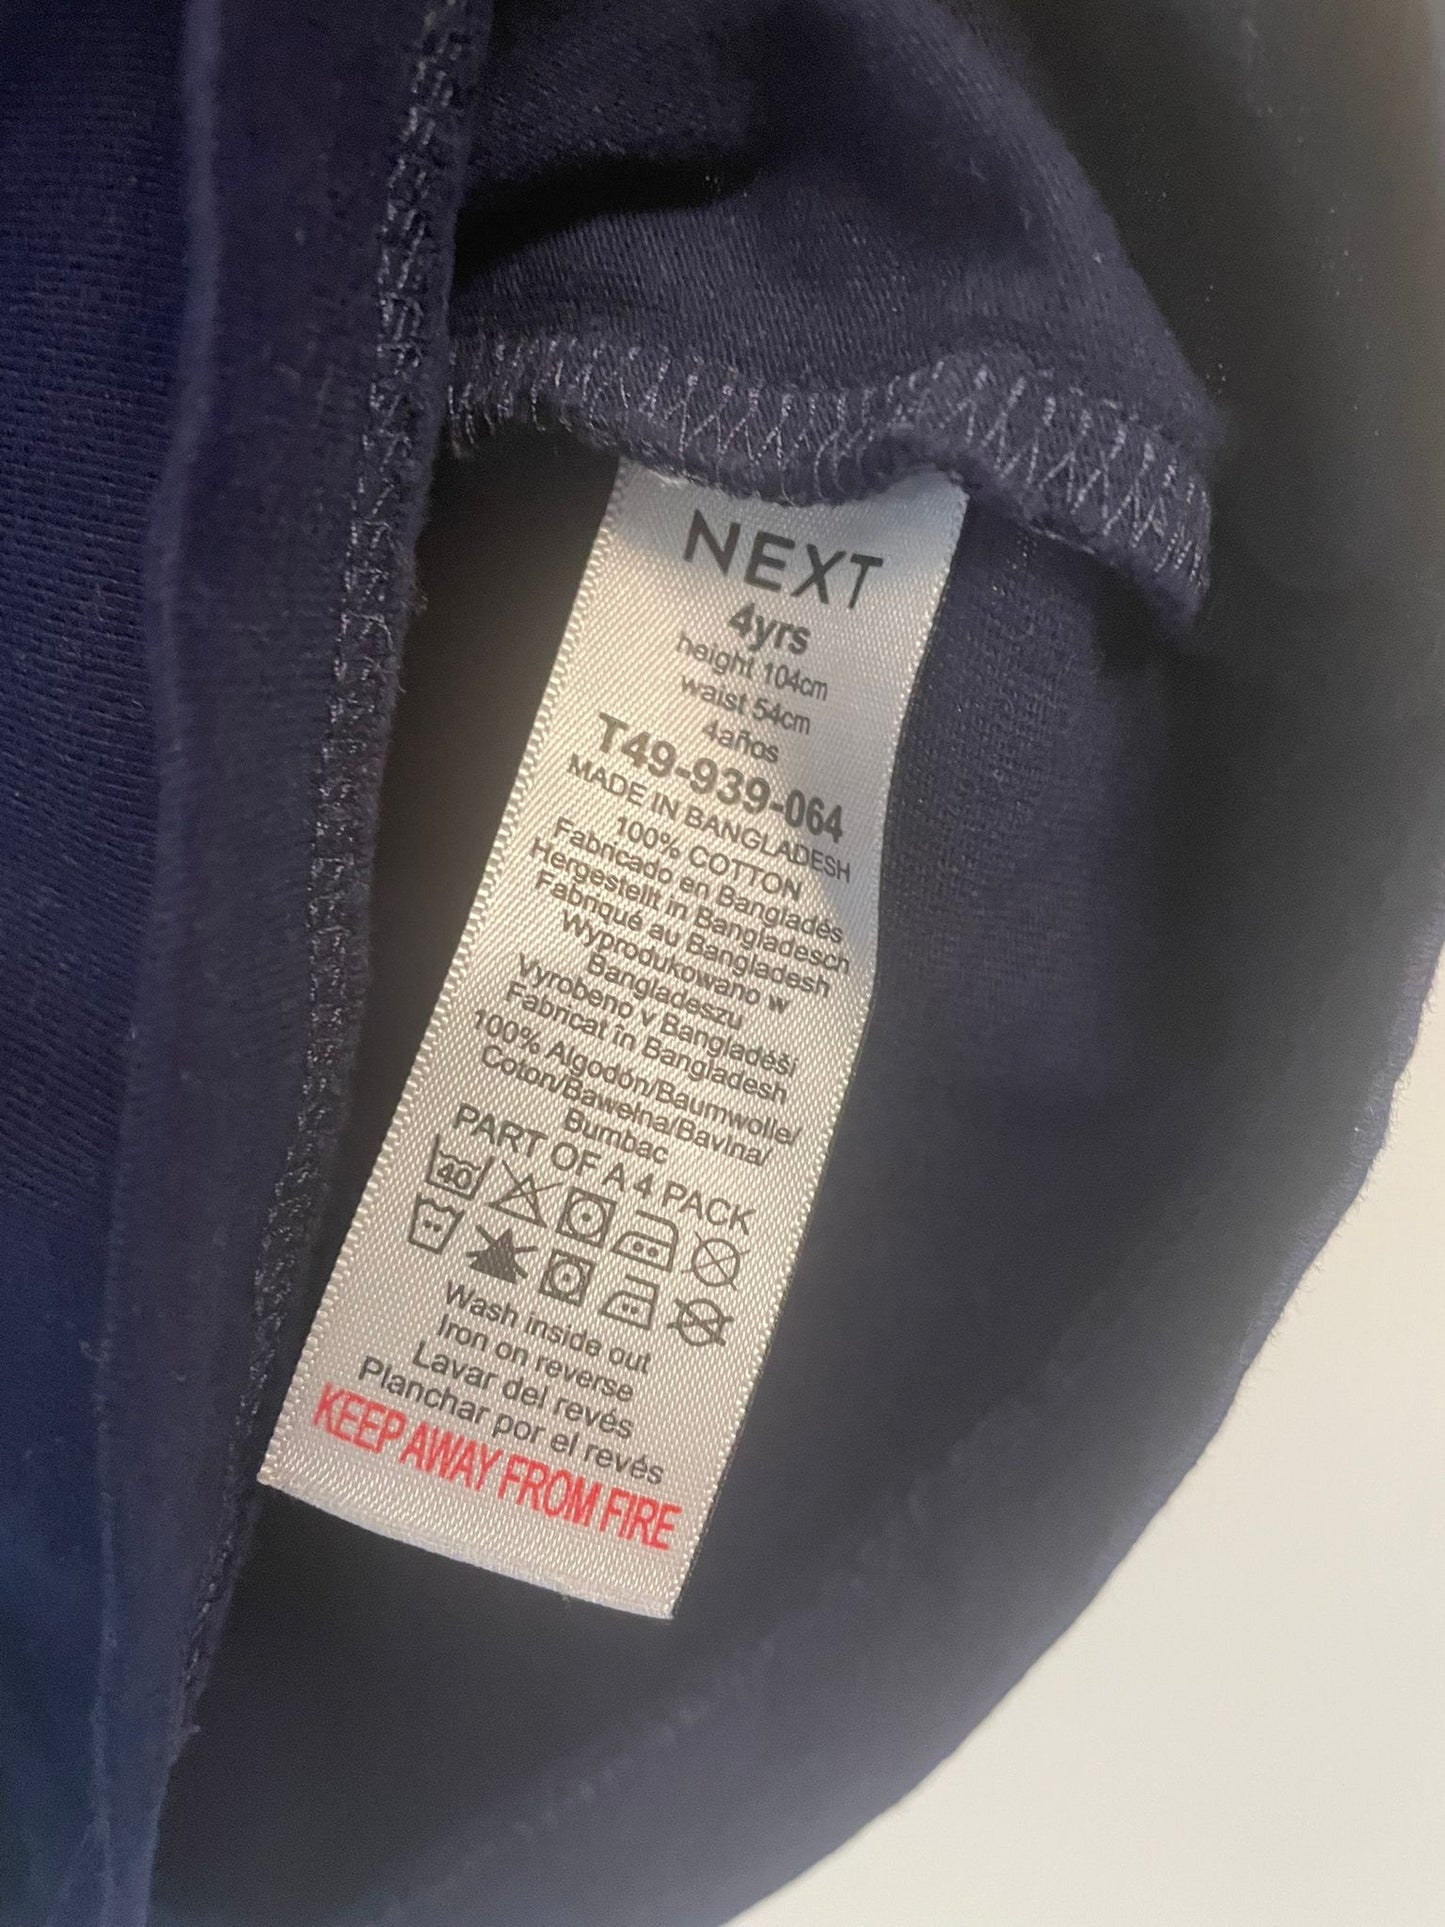 NEXT
4yrs
height 104cm
waist 54cm
4años
T49-939-064
MADE IN BANGLADESH
100% COTTON
Fabricado en Bangladés
Hergestellt in Bangladesch
Fabriqué au Bangladesh
Wyprodukowano w
Bangladeszu
Vyrobeno v Bangladéši
Fabricat în Bangladesh
100% Algodon/Baumwolle/
Coton/Bawełna/Bavlna/
Bumbac
PART OF A 4 PACK
40
Wash inside out
Iron on reverse
Lavar del revés
Planchar por el revés
KEEP AWAY FROM FIRE